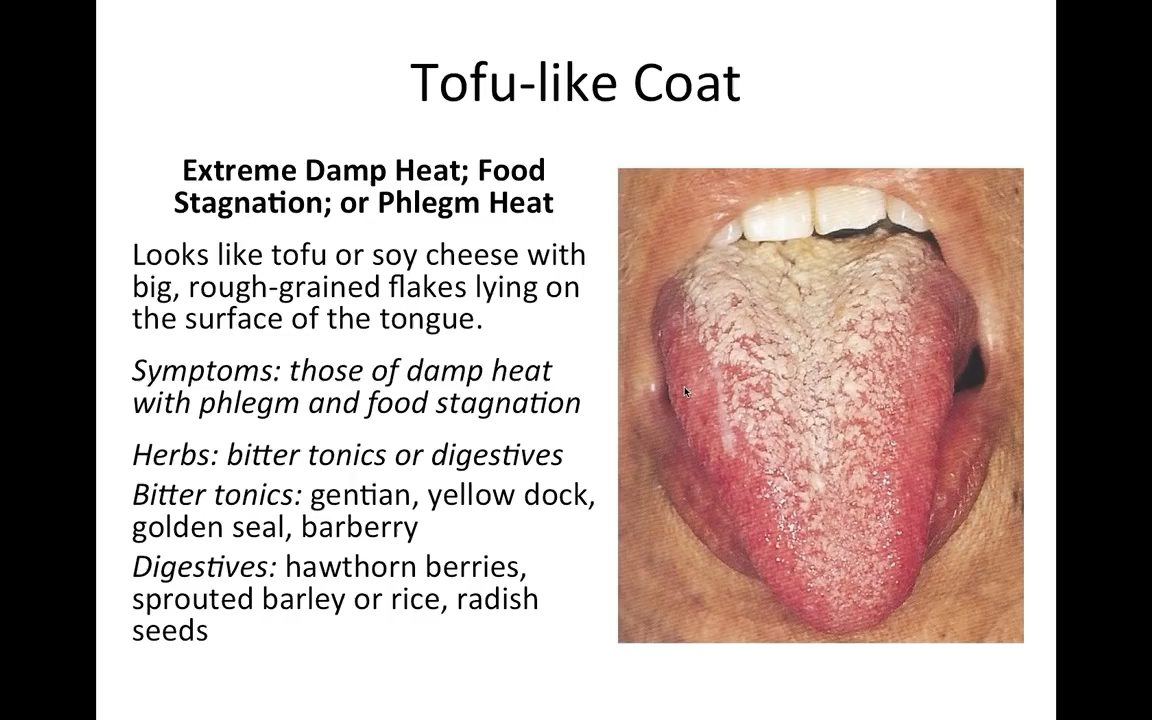 Tofu-like Coat
Extreme Damp Heat; Food
Stagnation; or Phlegm Heat
Looks like tofu or soy cheese with
big, rough-grained flakes lying on
the surface of the tongue.
Symptoms: those of damp heat
with phlegm and food stagnation
Herbs: bitter tonics or digestives
Bitter tonics: gentian, yellow dock,
golden seal, barberry
Digestives: hawthorn berries,
sprouted barley or rice, radish
seeds